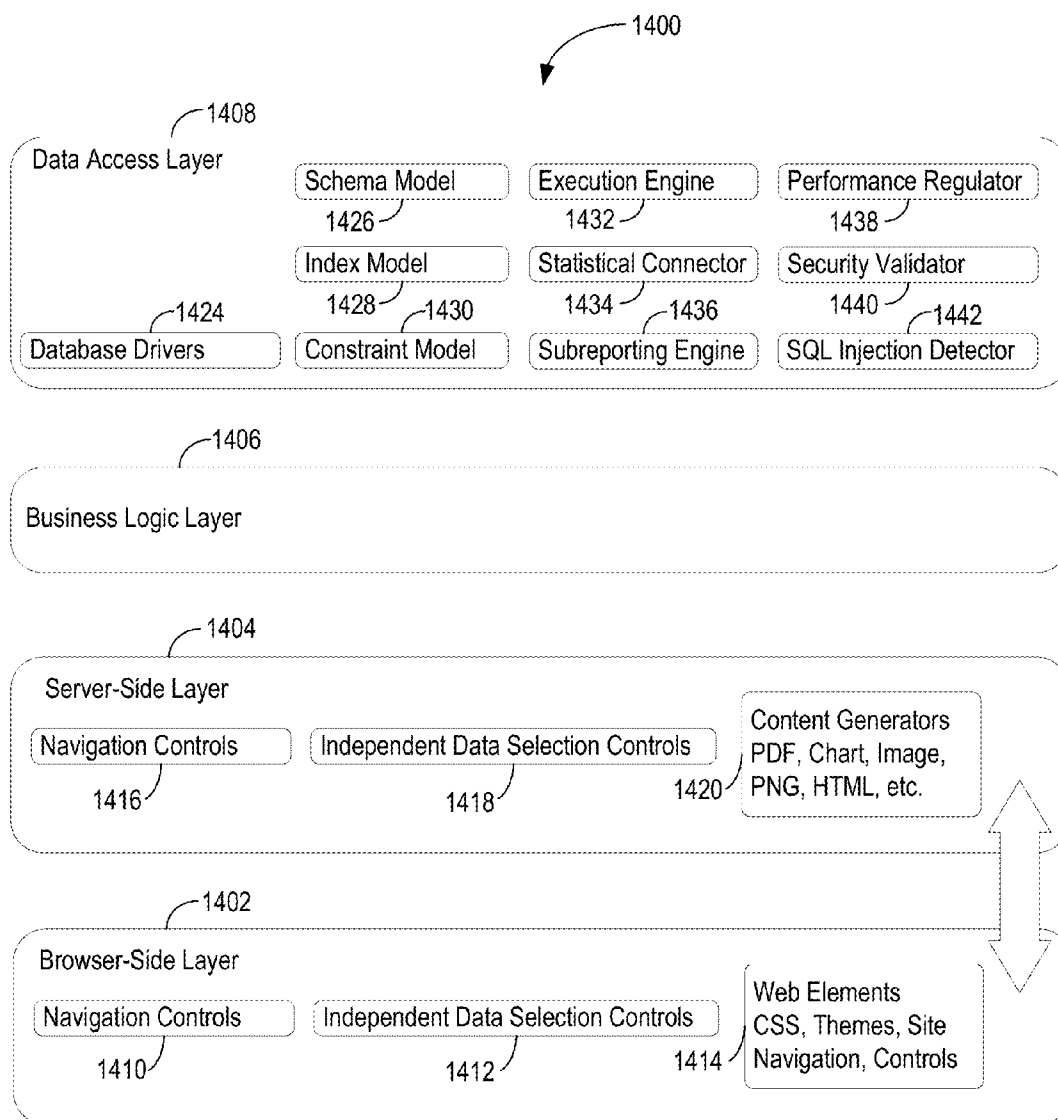 1400
1408
Data Access Layer
Schema Model
Execution Engine
Performance Regulator
1426
1432
1438
Index Model
Statistical Connector
Security Validator
1424
1428
1430
1434
1436
1440
1442
Database Drivers
Constraint Model
Subreporting Engine
SQL Injection Detector
1406
Business Logic Layer
1404
Server-Side Layer
Navigation Controls
Independent Data Selection Controls
Content Generators
PDF, Chart, Image,
PNG, HTML, etc.
1416
1418
1420
1402
Browser-Side Layer
Navigation Controls
Independent Data Selection Controls
Web Elements
CSS, Themes, Site
Navigation, Controls
1410
1412
1414